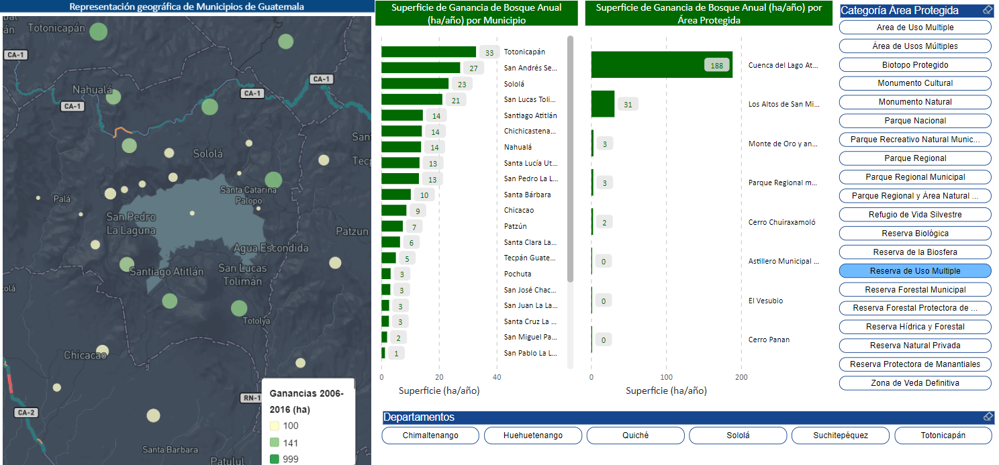 Representación geográfica de Municipios de Guatemala
Totonicapán
án
CA-1
Nahualá
CA-1
CA-1
CA-1
San
Sololá
Tecp
Santa Catarina
Palopo
Palá
San Pedro
La Laguna
Patzun
Agua Escondida
Santiago Atitlán
San Lucas
Tolimán
olá
Totolya
Chicacao
RN-1
CA-2
Santa Barbara
Patulul
Ganancias 2006-
2016 (ha)
100
141
999
Superficie de Ganancia de Bosque Anual
(ha/año) por Municipio
33 Totonicapán
27 San Andrés Se...
23 Sololá
21 San Lucas Toli...
14 Santiago Atitlán
14 Chichicastena...
14 Nahualá
13 Santa Lucía Ut...
13 San Pedro La L...
10 Santa Bárbara
9 Chicacao
7 Patzún
6 Santa Clara La...
5 Tecpán Guate...
3 Pochuta
3 San José Chac...
3 San Juan La La...
3 Santa Cruz La ...
2 San Miguel Pa...
1 San Pablo La L...
0 20 40
Superficie (ha/año)
Superficie de Ganancia de Bosque Anual (ha/año) por
Área Protegida
188 Cuenca del Lago At...
31 Los Altos de San Mi...
3 Monte de Oro y an...
3 Parque Regional m...
2 Cerro Chuiraxamoló
0 Astillero Municipal ...
0 El Vesubio
0 Cerro Panan
0 100 200
Superficie (ha/año)
Categoría Área Protegida
Area de Uso Multiple
Área de Usos Múltiples
Biotopo Protegido
Monumento Cultural
Monumento Natural
Parque Nacional
Parque Recreativo Natural Munic...
Parque Regional
Parque Regional Municipal
Parque Regional y Área Natural ...
Refugio de Vida Silvestre
Reserva Biológica
Reserva de la Biosfera
Reserva de Uso Multiple
Reserva Forestal Municipal
Reserva Forestal Protectora de ...
Reserva Hídrica y Forestal
Reserva Natural Privada
Reserva Protectora de Manantiales
Zona de Veda Definitiva
Departamentos
Chimaltenango
Huehuetenango
Quiché
Sololá
Suchitepéquez
Totonicapán